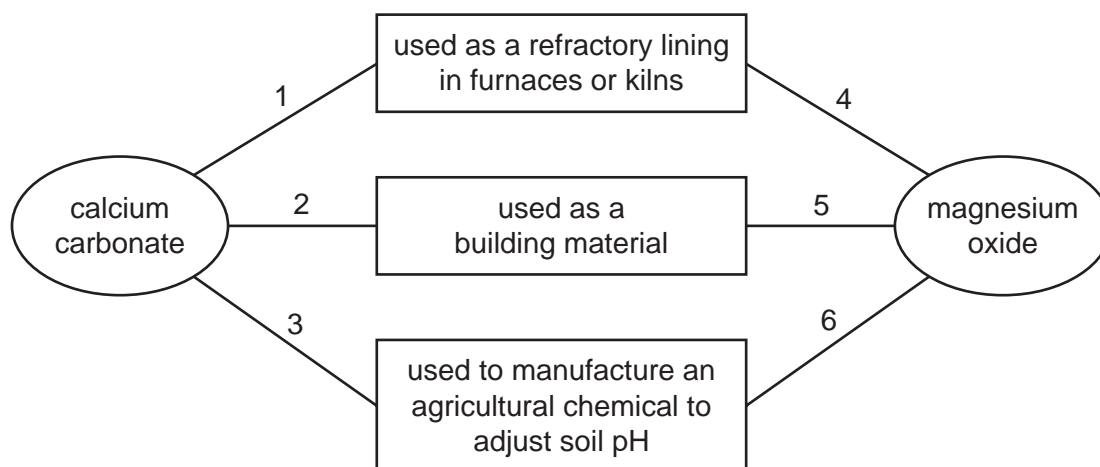 used as a refractory lining
in furnaces or kilns
1
4
calcium
carbonate
2
used as a
building material
5
magnesium
oxide
3
6
used to manufacture an
agricultural chemical to
adjust soil pH